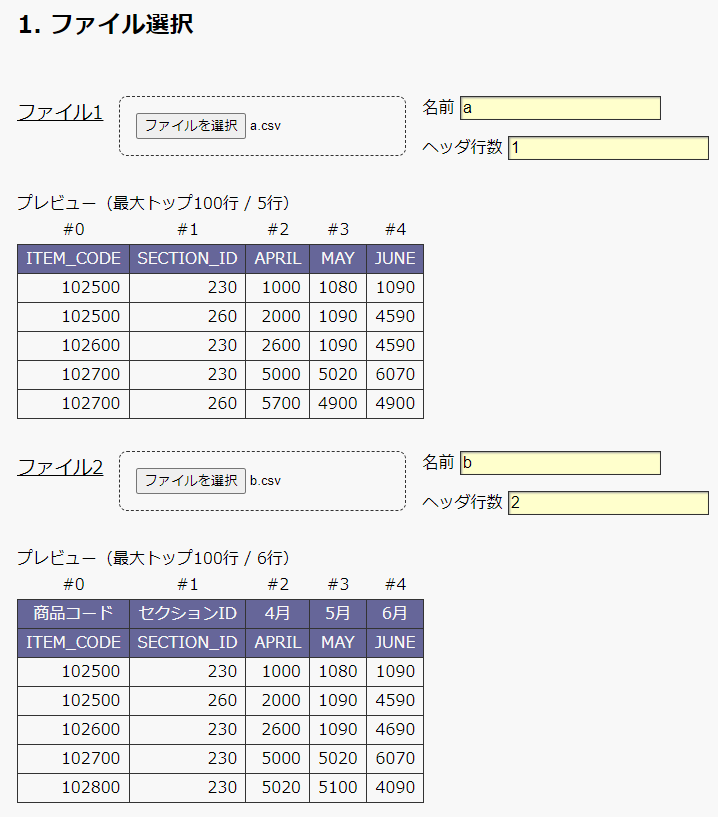 1. ファイル選択
ファイル1 ファイルを選択 a.csv 名前 a
ヘッダ行数 1
プレビュー（最大トップ100行 / 5行）
#0 #1 #2 #3 #4
ITEM_CODE SECTION_ID APRIL MAY JUNE
102500 230 1000 1080 1090
102500 260 2000 1090 4590
102600 230 2600 1090 4590
102700 230 5000 5020 6070
102700 260 5700 4900 4900
ファイル2 ファイルを選択 b.csv 名前 b
ヘッダ行数 2
プレビュー（最大トップ100行 / 6行）
#0 #1 #2 #3 #4
商品コード セクションID 4月 5月 6月
ITEM_CODE SECTION_ID APRIL MAY JUNE
102500 230 1000 1080 1090
102500 260 2000 1090 4590
102600 230 2600 1090 4690
102700 230 5000 5020 6070
102800 230 5020 5100 4090